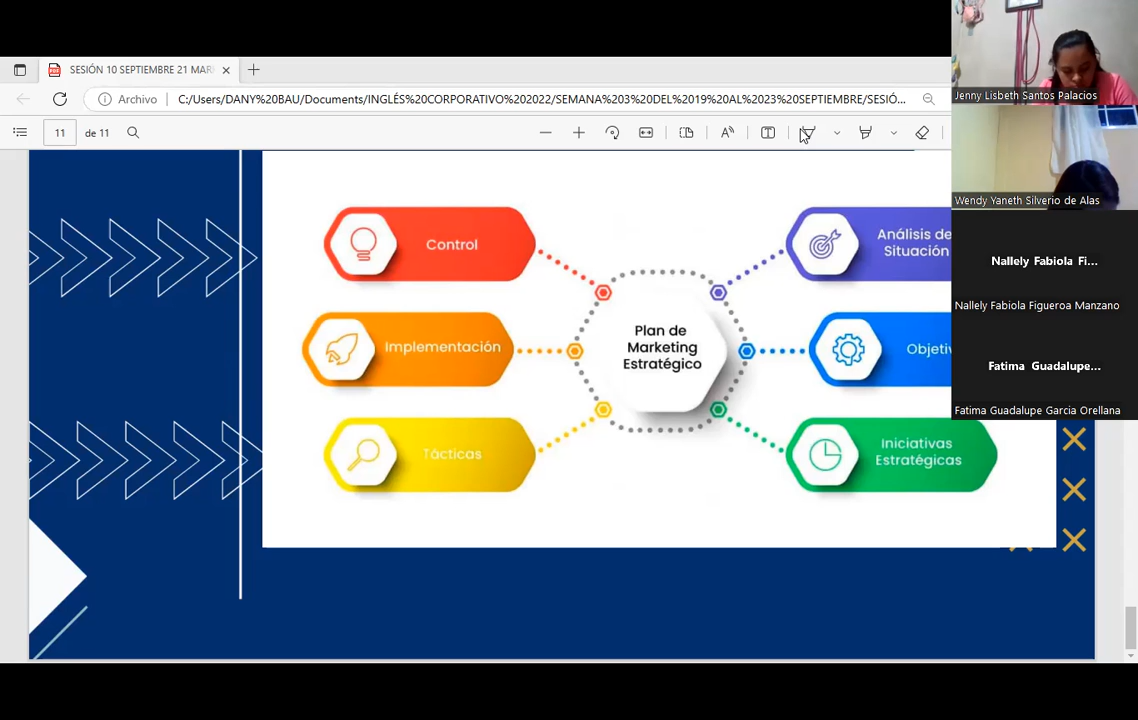 SESIÓN 10 SEPTIEMBRE 21 MAR
Archivo
C:/Users/DANY%20BAU/Documents/INGLÉS%20CORPORATIVO%202022/SEMANA%203%20DEL%2019%20AL%2023%20SEPTIEMBRE/SESIÓ...
11
de 11
Control
Implementación
Tácticas
Plan de
Marketing
Estratégico
Análisis de
Situación
Objetiv
Iniciativas
Estratégicas
Jenny Lisbeth Santos Palacios
Wendy Yaneth Silverio de Alas
Nallely Fabiola Fi...
Nallely Fabiola Figueroa Manzano
Fatima Guadalupe...
Fatima Guadalupe Garcia Orellana